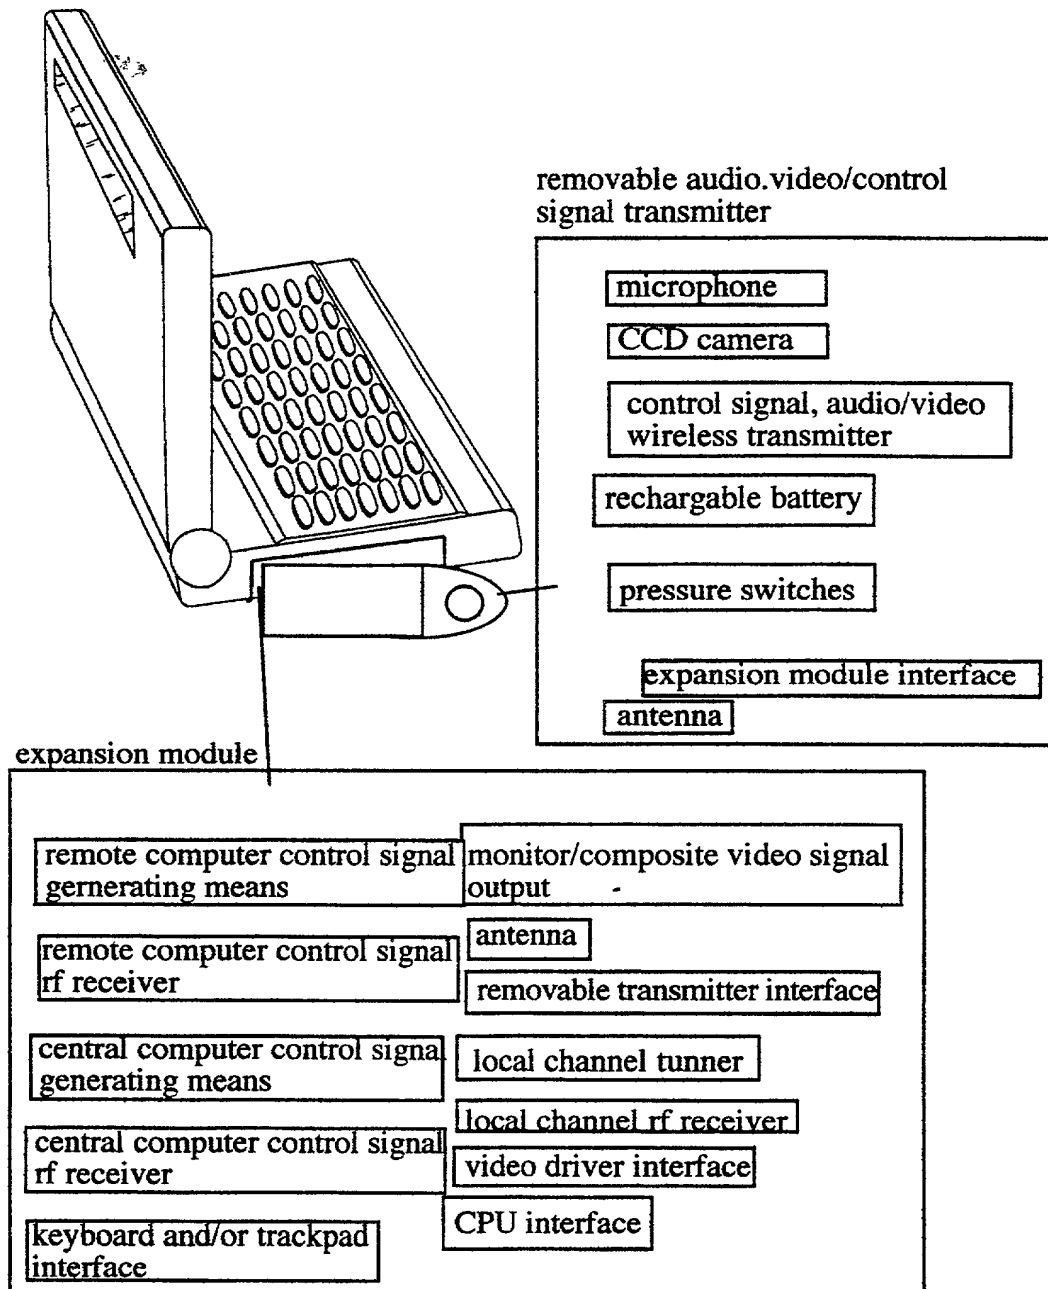 removable audio.video/control
signal transmitter
microphone
CCD camera
control signal, audio/video
wireless transmitter
rechargable battery
pressure switches
expansion module interface
antenna
expansion module
remote computer control signal
gernerating means
monitor/composite video signal
output
remote computer control signal
rf receiver
antenna
removable transmitter interface
central computer control signal
generating means
local channel tunner
local channel rf receiver
central computer control signal
rf receiver
video driver interface
CPU interface
keyboard and/or trackpad
interface